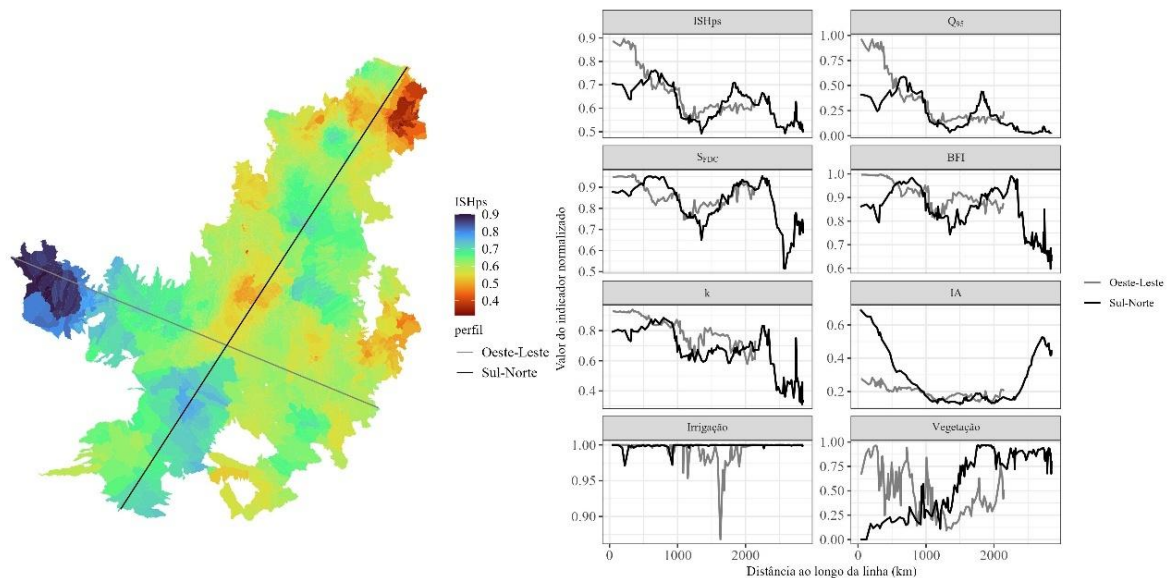 ISHps
0.9
0.8
0.7
0.6
0.5
0.4
perfil
Oeste-Leste
Sul-Norte
Valor do indicador normalizado
ISHps
0.9
0.8
0.7
0.6
0.5
Q95
1.00
0.75
0.50
0.25
0.00
SFDC
0.9
0.8
0.7
0.6
0.5
BFI
1.0
0.9
0.8
0.7
0.6
k
0.8
0.6
0.4
IA
0.6
0.4
0.2
Irrigação
1.00
0.95
0.90
0 1000 2000
Vegetação
1.00
0.75
0.50
0.25
0.00
0 1000 2000
Distância ao longo da linha (km)
Oeste-Leste
Sul-Norte